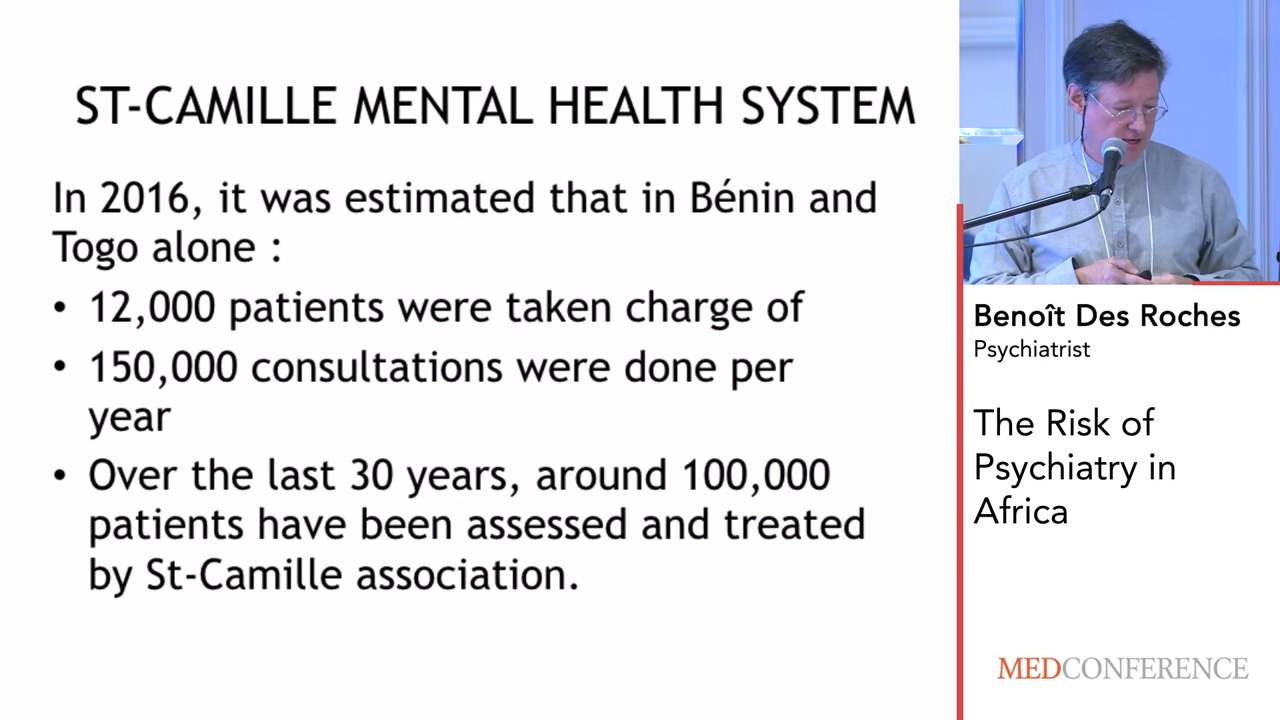 ST-CAMILLE MENTAL HEALTH SYSTEM
In 2016, it was estimated that in Bénin and
Togo alone :
• 12,000 patients were taken charge of
• 150,000 consultations were done per
year
• Over the last 30 years, around 100,000
patients have been assessed and treated
by St-Camille association.
Benoît Des Roches
Psychiatrist
The Risk of
Psychiatry in
Africa
MEDCONFERENCE